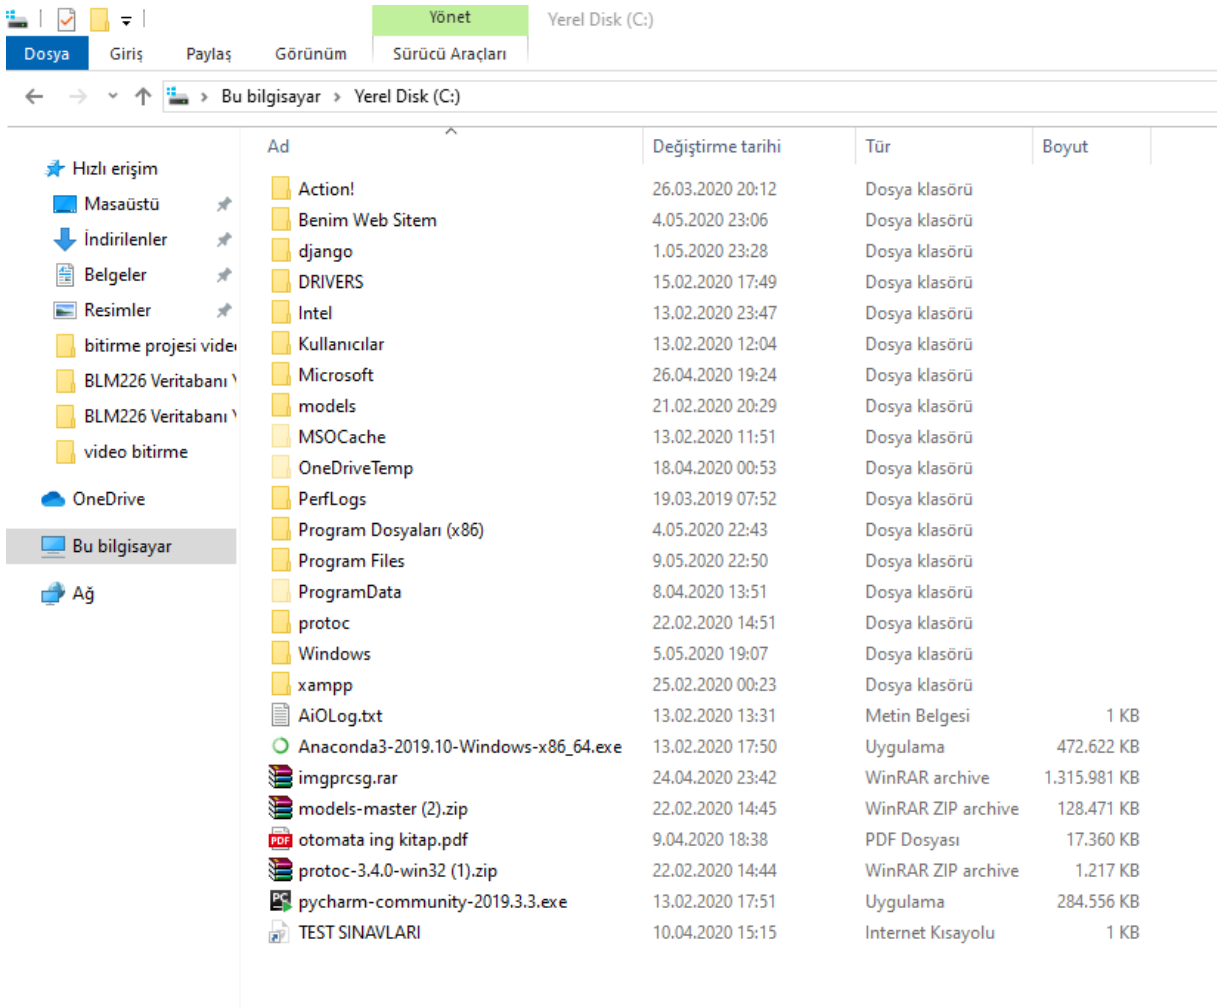 Yönet
Yerel Disk (C:)
Dosya Giriş Paylaş Görünüm Sürücü Araçları
Bu bilgisayar > Yerel Disk (C:)
Ad Değiştirme tarihi Tür Boyut
Hızlı erişim
Masaüstü
İndirilenler
Belgeler
Resimler
bitirme projesi video
BLM226 Veritabanı Y
BLM226 Veritabanı Y
video bitirme
OneDrive
Bu bilgisayar
Ağ
Action! 26.03.2020 20:12 Dosya klasörü
Benim Web Sitem 4.05.2020 23:06 Dosya klasörü
django 1.05.2020 23:28 Dosya klasörü
DRIVERS 15.02.2020 17:49 Dosya klasörü
Intel 13.02.2020 23:47 Dosya klasörü
Kullanıcılar 13.02.2020 12:04 Dosya klasörü
Microsoft 26.04.2020 19:24 Dosya klasörü
models 21.02.2020 20:29 Dosya klasörü
MSOCache 13.02.2020 11:51 Dosya klasörü
OneDriveTemp 18.04.2020 00:53 Dosya klasörü
PerfLogs 19.03.2019 07:52 Dosya klasörü
Program Dosyaları (x86) 4.05.2020 22:43 Dosya klasörü
Program Files 9.05.2020 22:50 Dosya klasörü
ProgramData 8.04.2020 13:51 Dosya klasörü
protoc 22.02.2020 14:51 Dosya klasörü
Windows 5.05.2020 19:07 Dosya klasörü
xampp 25.02.2020 00:23 Dosya klasörü
AiOLog.txt 13.02.2020 13:31 Metin Belgesi 1 KB
Anaconda3-2019.10-Windows-x86_64.exe 13.02.2020 17:50 Uygulama 472.622 KB
imgprcsg.rar 24.04.2020 23:42 WinRAR archive 1.315.981 KB
models-master (2).zip 22.02.2020 14:45 WinRAR ZIP archive 128.471 KB
otomata ing kitap.pdf 9.04.2020 18:38 PDF Dosyası 17.360 KB
protoc-3.4.0-win32 (1).zip 22.02.2020 14:44 WinRAR ZIP archive 1.217 KB
pycharm-community-2019.3.3.exe 13.02.2020 17:51 Uygulama 284.556 KB
TEST SINAVLARI 10.04.2020 15:15 Internet Kısayolu 1 KB